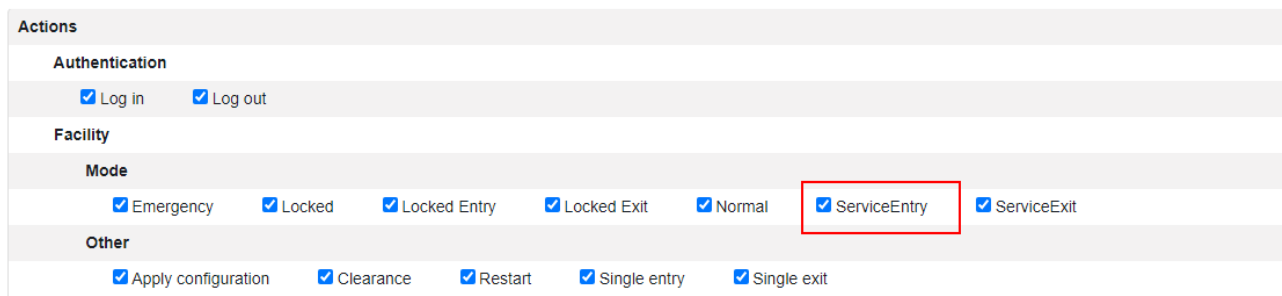 Actions
Authentication
Log in Log out
Facility
Mode
Emergency Locked Locked Entry Locked Exit Normal ServiceEntry ServiceExit
Other
Apply configuration Clearance Restart Single entry Single exit